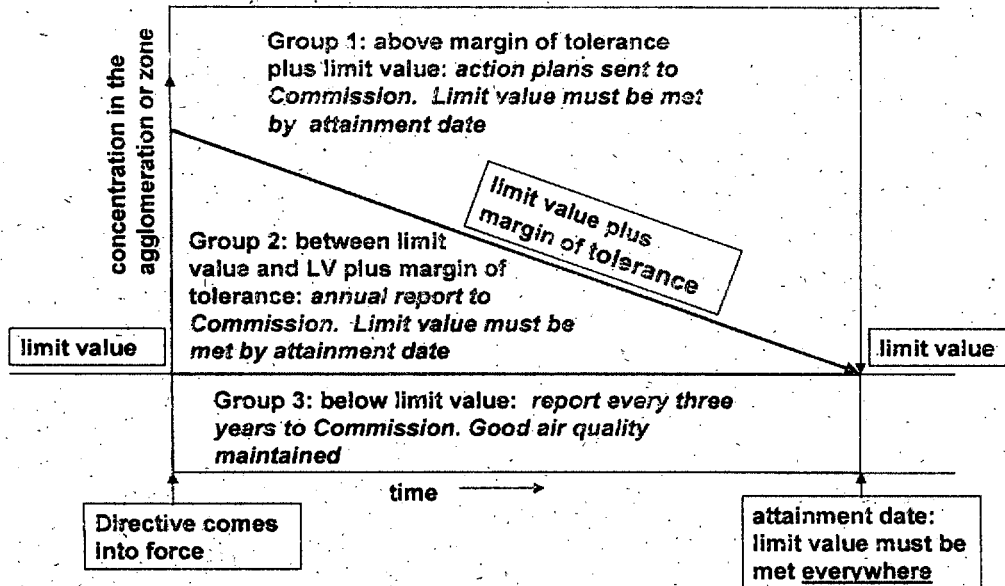 concentration in the
agglomeration or zone
Group 1: above margin of tolerance
plus limit value: action plans sent to
Commission. Limit value must be met
by attainment date
limit value plus
margin of tolerance
Group 2: between limit
value and LV plus margin of
tolerance: annual report to
Commission. Limit value must be
met by attainment date
limit value
limit value
Group 3: below limit value: report every three
years to Commission. Good air quality
maintained
time
Directive comes
into force
attainment date:
limit value must be
met everywhere